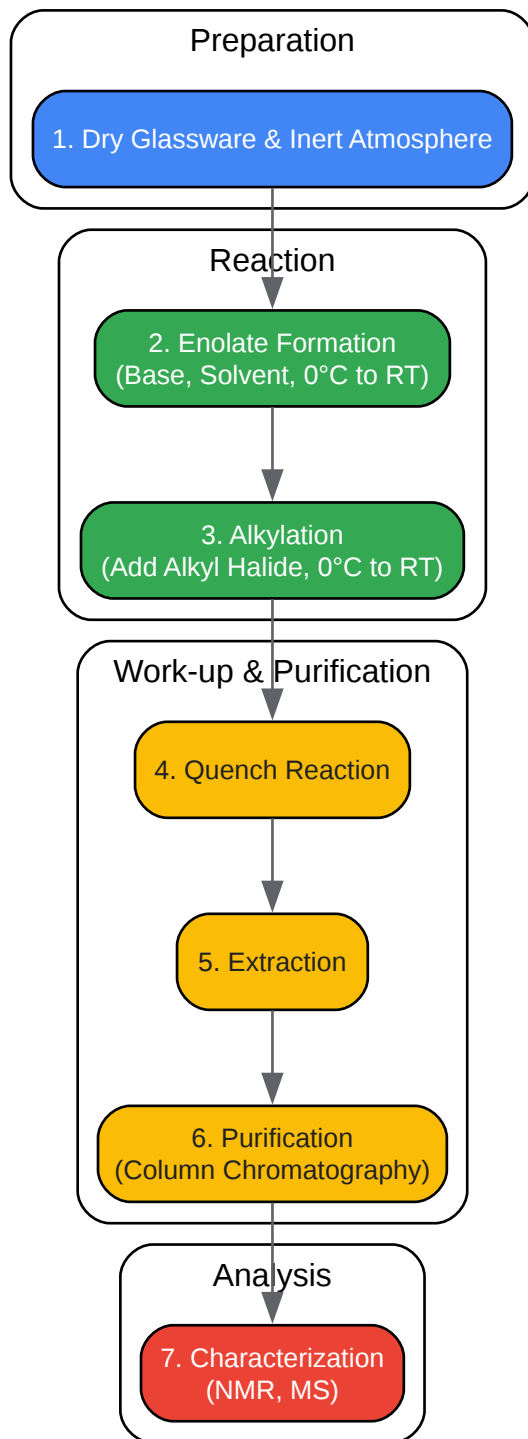 Preparation
1. Dry Glassware & Inert Atmosphere
Reaction
2. Enolate Formation
(Base, Solvent, 0°C to RT)
3. Alkylation
(Add Alkyl Halide, 0°C to RT)
Work-up & Purification
4. Quench Reaction
5. Extraction
6. Purification
(Column Chromatography)
Analysis
7. Characterization
(NMR, MS)